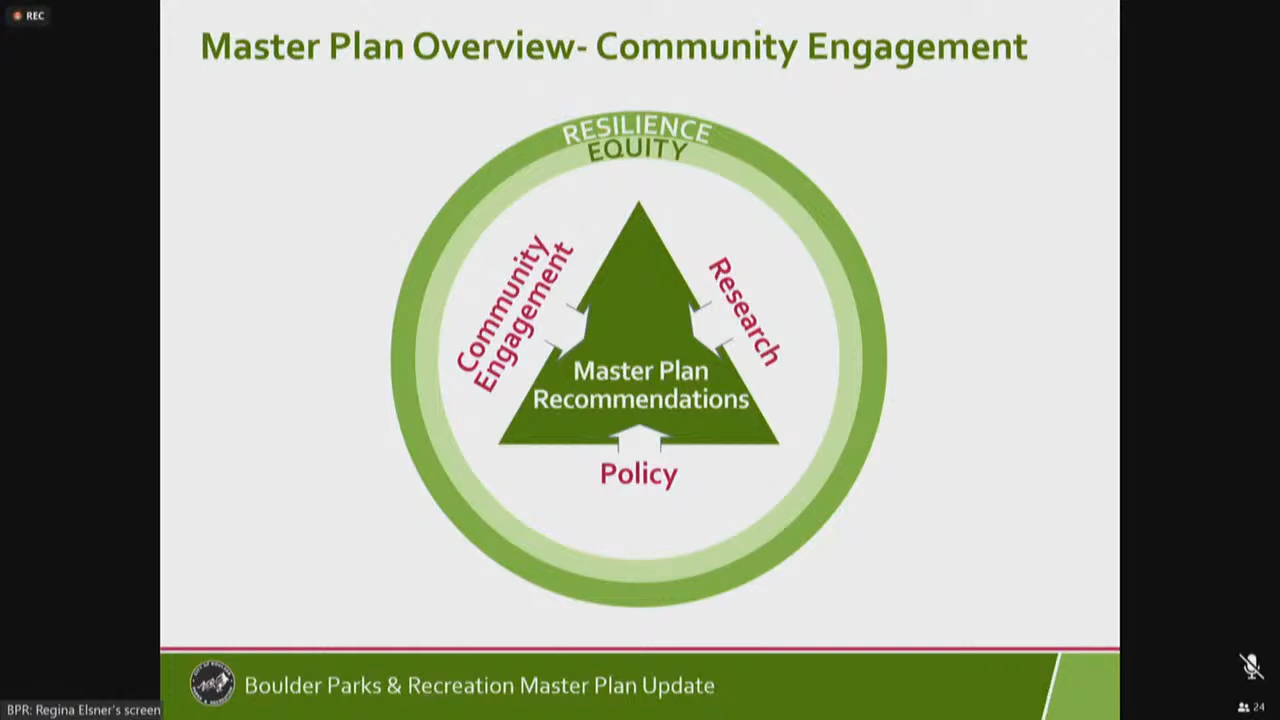 REC
Master Plan Overview- Community Engagement
RESILIENCE
EQUITY
Community
Engagement
Research
Master Plan
Recommendations
Policy
Boulder Parks & Recreation Master Plan Update
BPR: Regina Elsner's screen
24